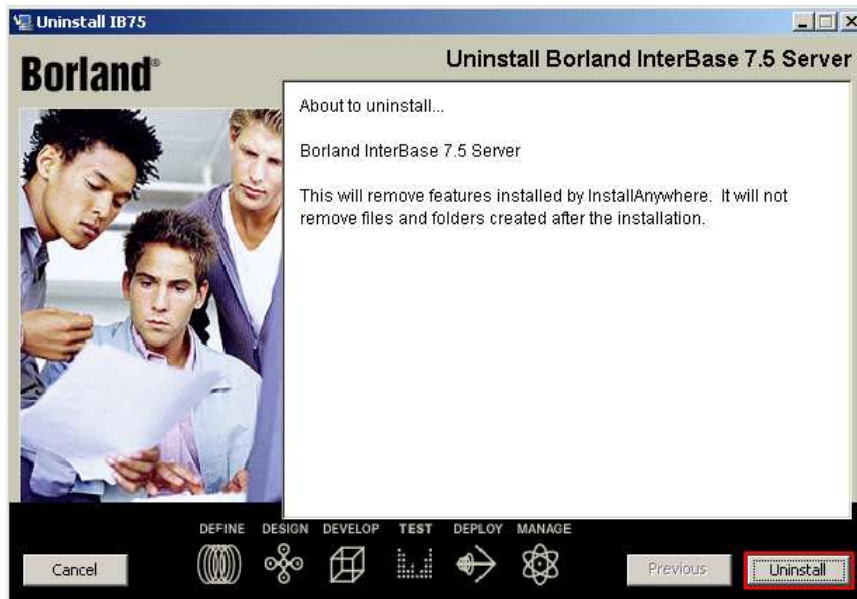 Uninstall IB75
Borland®
Uninstall Borland InterBase 7.5 Server
About to uninstall...
Borland InterBase 7.5 Server
This will remove features installed by InstallAnywhere. It will not
remove files and folders created after the installation.
DEFINE DESIGN DEVELOP TEST DEPLOY MANAGE
Cancel
Previous
Uninstall